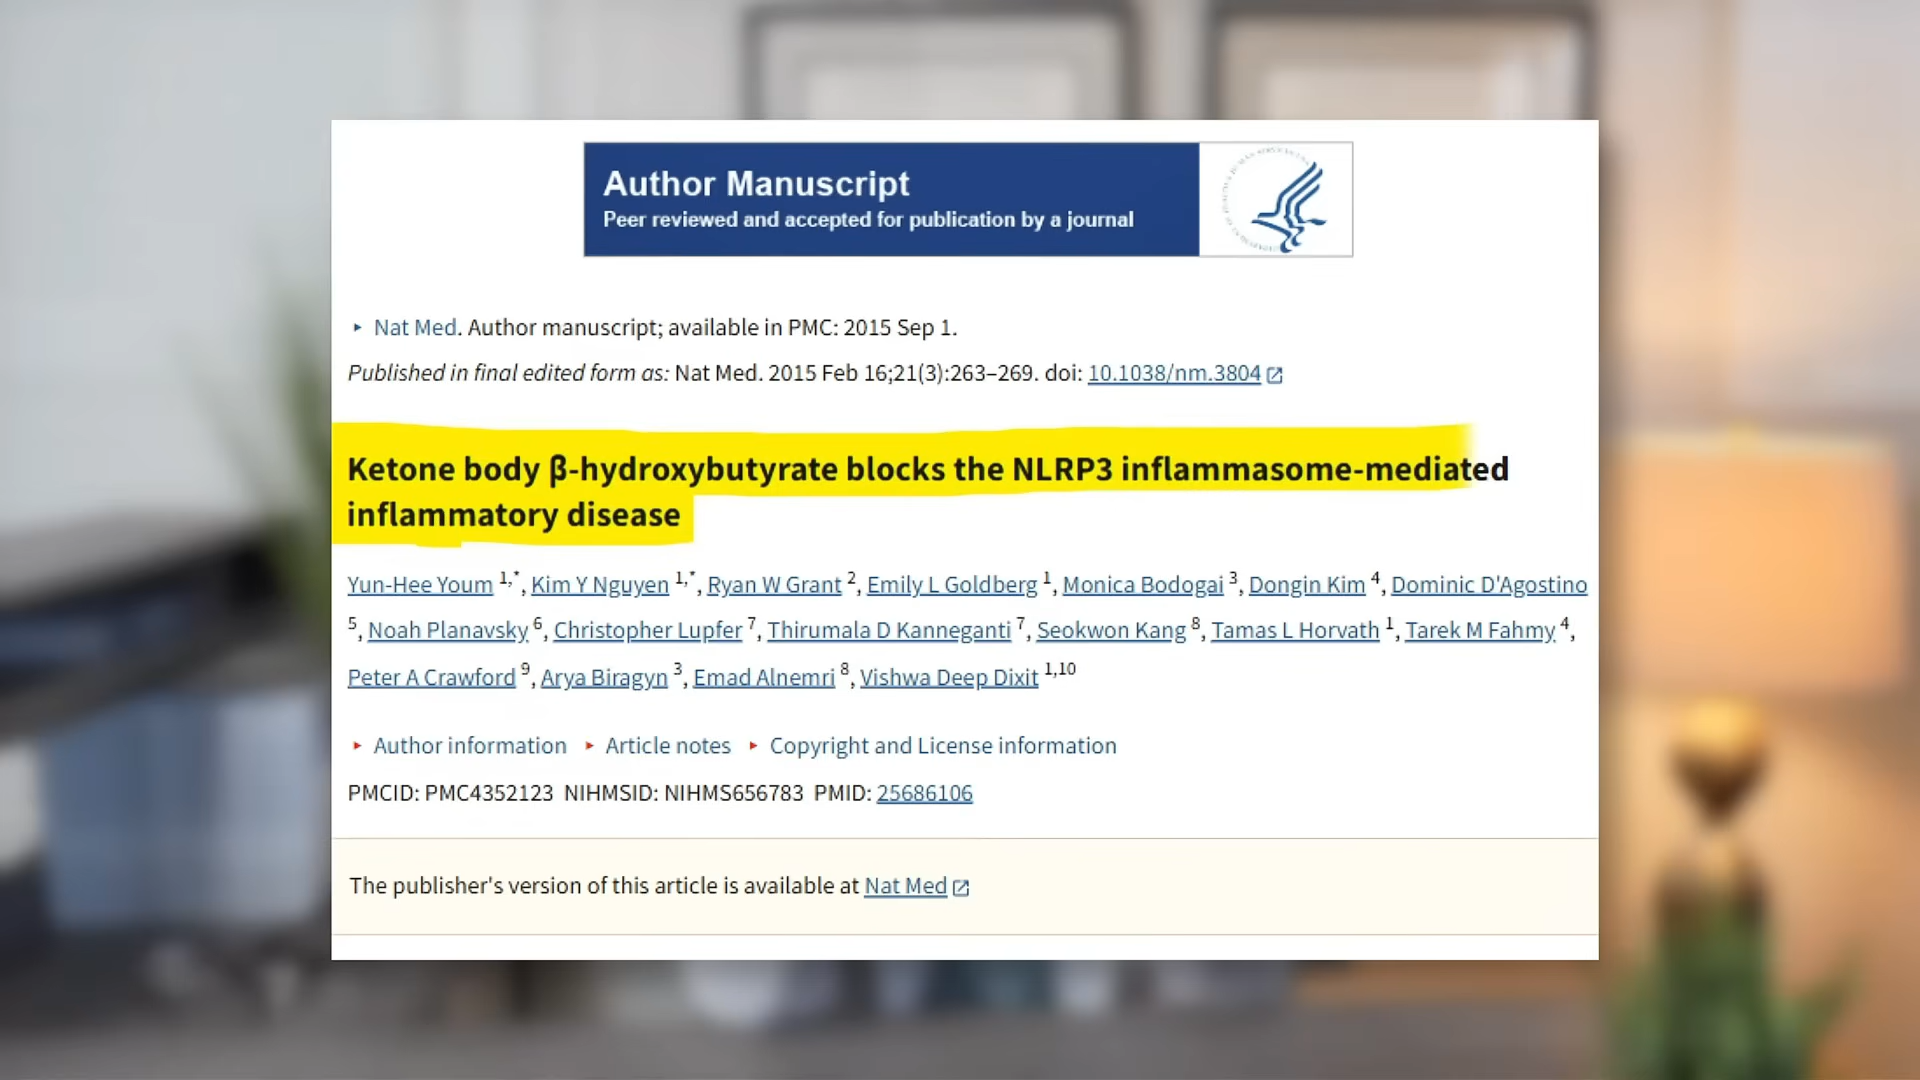 Author Manuscript
Peer reviewed and accepted for publication by a journal
▸ Nat Med. Author manuscript; available in PMC: 2015 Sep 1.
Published in final edited form as: Nat Med. 2015 Feb 16;21(3):263–269. doi: 10.1038/nm.3804
Ketone body β-hydroxybutyrate blocks the NLRP3 inflammasome-mediated
inflammatory disease
Yun-Hee Youm 1,*, Kim Y Nguyen 1,*, Ryan W Grant 2, Emily L Goldberg 1, Monica Bodogai 3, Dongin Kim 4, Dominic D'Agostino
5, Noah Planavsky 6, Christopher Lupfer 7, Thirumala D Kanneganti 7, Seokwon Kang 8, Tamas L Horvath 1, Tarek M Fahmy 4,
Peter A Crawford 9, Arya Biragyn 3, Emad Alnemri 8, Vishwa Deep Dixit 1,10
▸ Author information ▸ Article notes ▸ Copyright and License information
PMCID: PMC4352123 NIHMSID: NIHMS656783 PMID: 25686106
The publisher's version of this article is available at Nat Med